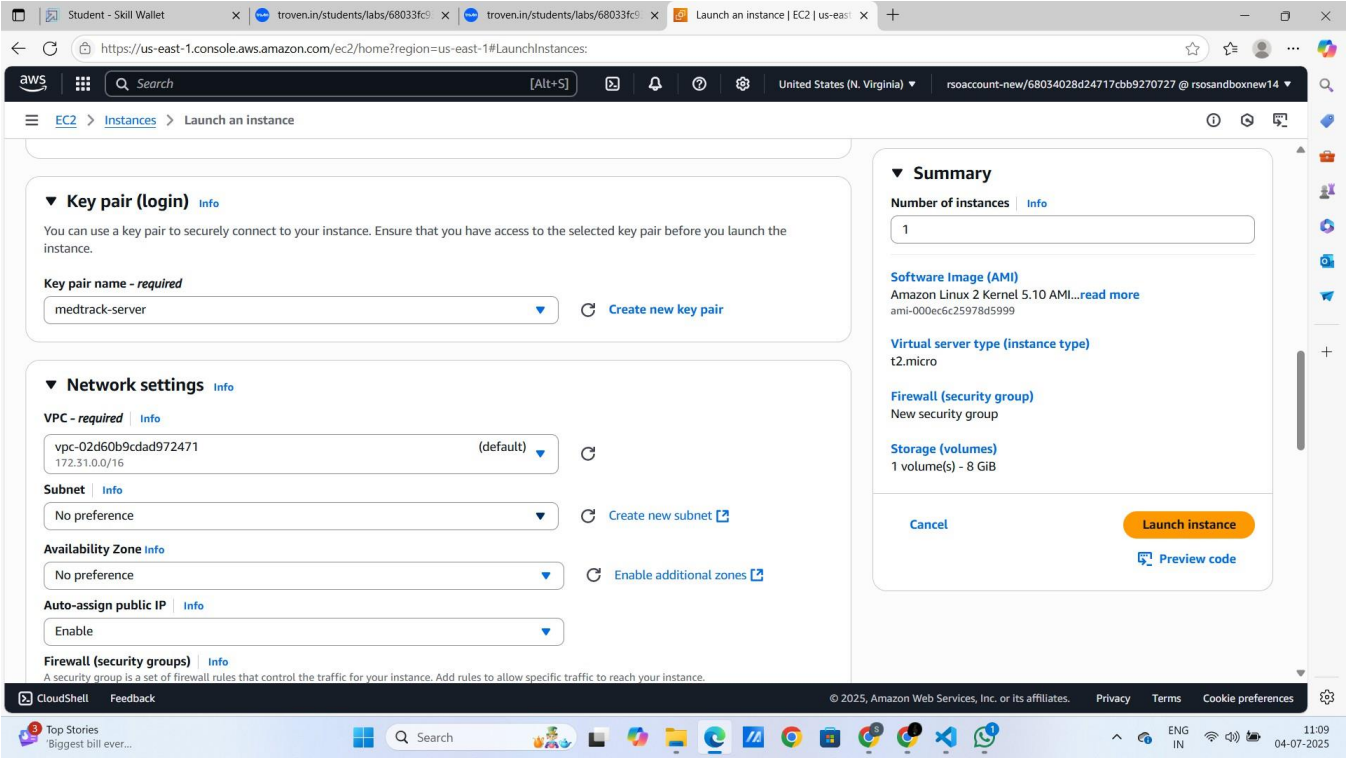 Student - Skill Wallet
troven.in/students/labs/68033fc9
troven.in/students/labs/68033fc9
Launch an instance | EC2 | us-east
https://us-east-1.console.aws.amazon.com/ec2/home?region=us-east-1#LaunchInstances:
aws
Search [Alt+S]
United States (N. Virginia)
rsoaccount-new/68034028d24717cbb9270727 @ rsosandboxnew14
EC2 > Instances > Launch an instance
Key pair (login) Info
You can use a key pair to securely connect to your instance. Ensure that you have access to the selected key pair before you launch the
instance.
Key pair name - required
medtrack-server
Create new key pair
Network settings Info
VPC - required Info
vpc-02d60b9cdad972471 (default)
172.31.0.0/16
Subnet Info
No preference
Create new subnet
Availability Zone Info
No preference
Enable additional zones
Auto-assign public IP Info
Enable
Firewall (security groups) Info
A security group is a set of firewall rules that control the traffic for your instance. Add rules to allow specific traffic to reach your instance.
Summary
Number of instances Info
1
Software Image (AMI)
Amazon Linux 2 Kernel 5.10 AMI...read more
ami-000ec6c25978d5999
Virtual server type (instance type)
t2.micro
Firewall (security group)
New security group
Storage (volumes)
1 volume(s) - 8 GiB
Cancel
Launch instance
Preview code
CloudShell Feedback
© 2025, Amazon Web Services, Inc. or its affiliates. Privacy Terms Cookie preferences
3
Top Stories
'Biggest bill ever...
Search
S
2
ENG
IN
11:09
04-07-2025